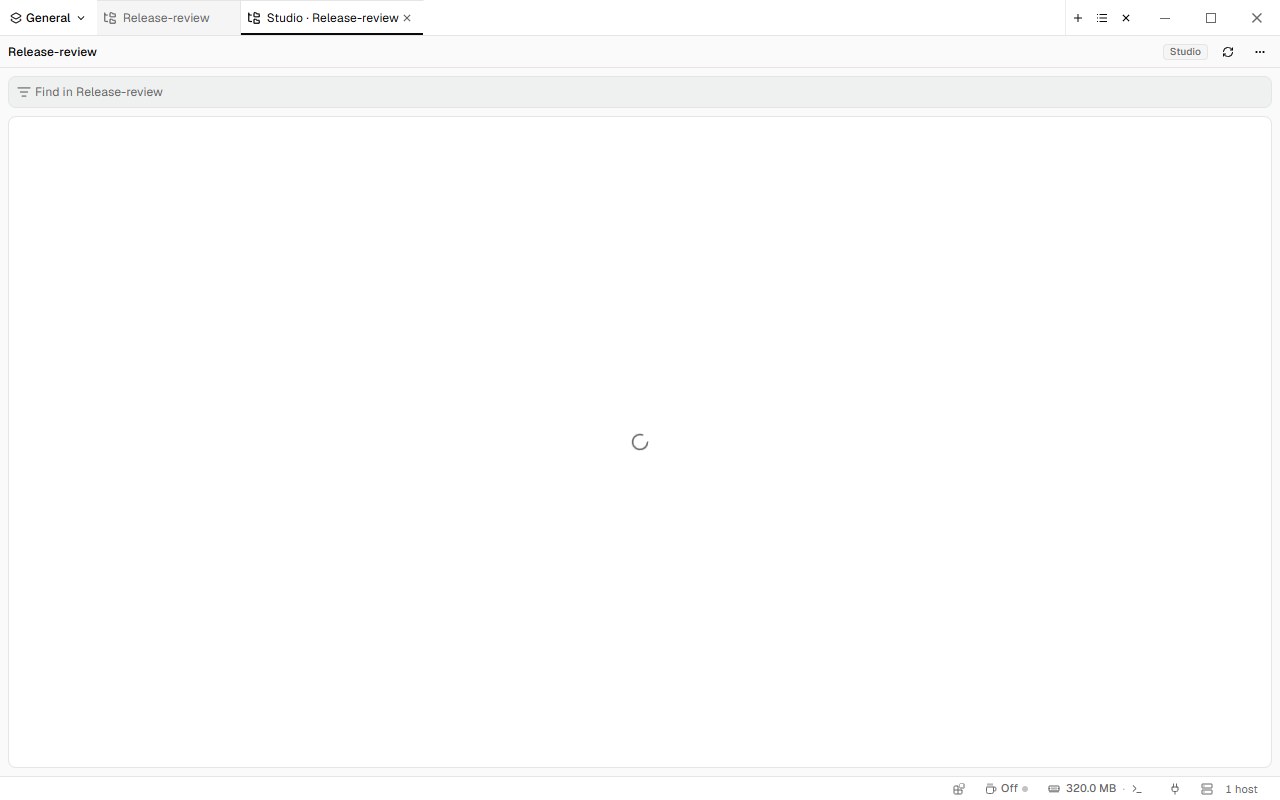 General
Release-review
Studio · Release-review
Release-review
Studio
Find in Release-review
Off
320.0 MB ·
1 host